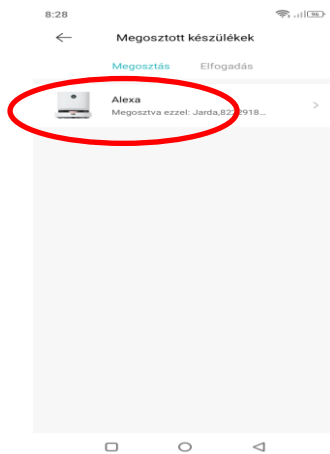 8:28
Megosztott készülékek
Megosztás Elfogadás
Alexa
Megosztva ezzel: Jarda,8222918...